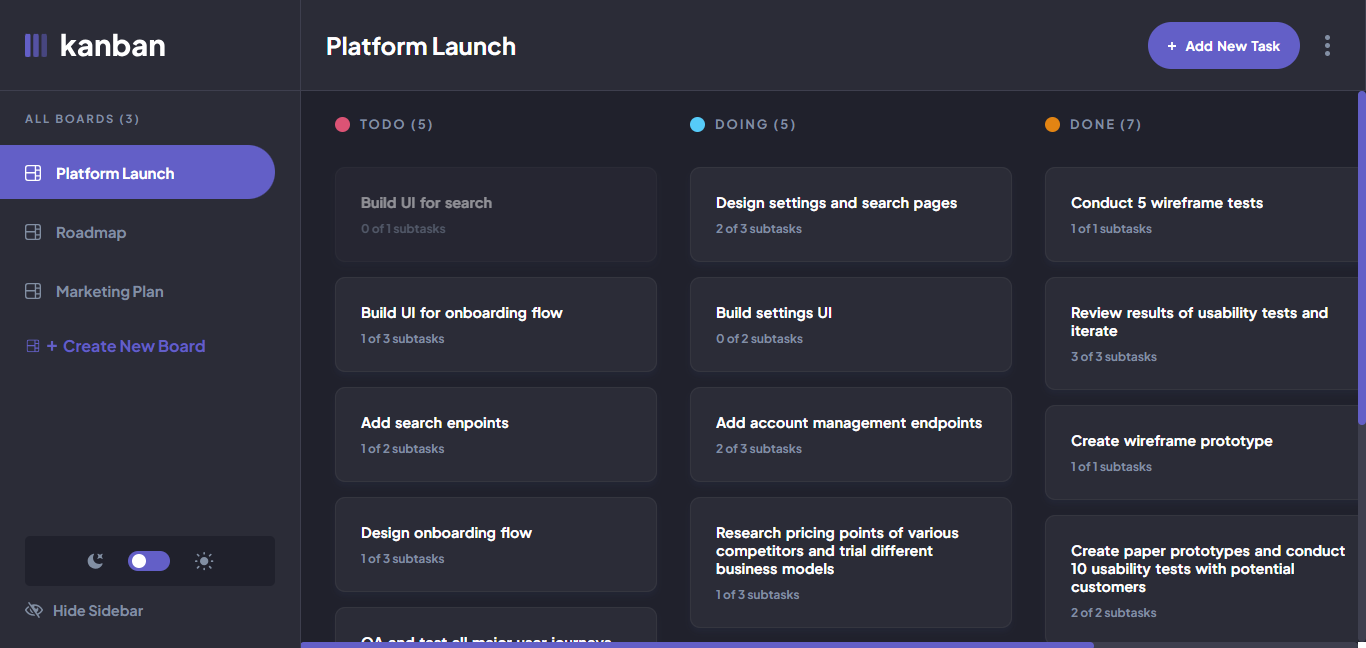 kanban
Platform Launch
+ Add New Task
ALL BOARDS (3)
Platform Launch
Roadmap
Marketing Plan
+ Create New Board
Hide Sidebar
TODO (5)
Build UI for search
0 of 1 subtasks
Build UI for onboarding flow
1 of 3 subtasks
Add search enpoints
1 of 2 subtasks
Design onboarding flow
1 of 3 subtasks
QA and test all major user journeys
DOING (5)
Design settings and search pages
2 of 3 subtasks
Build settings UI
0 of 2 subtasks
Add account management endpoints
2 of 3 subtasks
Research pricing points of various
competitors and trial different
business models
1 of 3 subtasks
DONE (7)
Conduct 5 wireframe tests
1 of 1 subtasks
Review results of usability tests and
iterate
3 of 3 subtasks
Create wireframe prototype
1 of 1 subtasks
Create paper prototypes and conduct
10 usability tests with potential
customers
2 of 2 subtasks